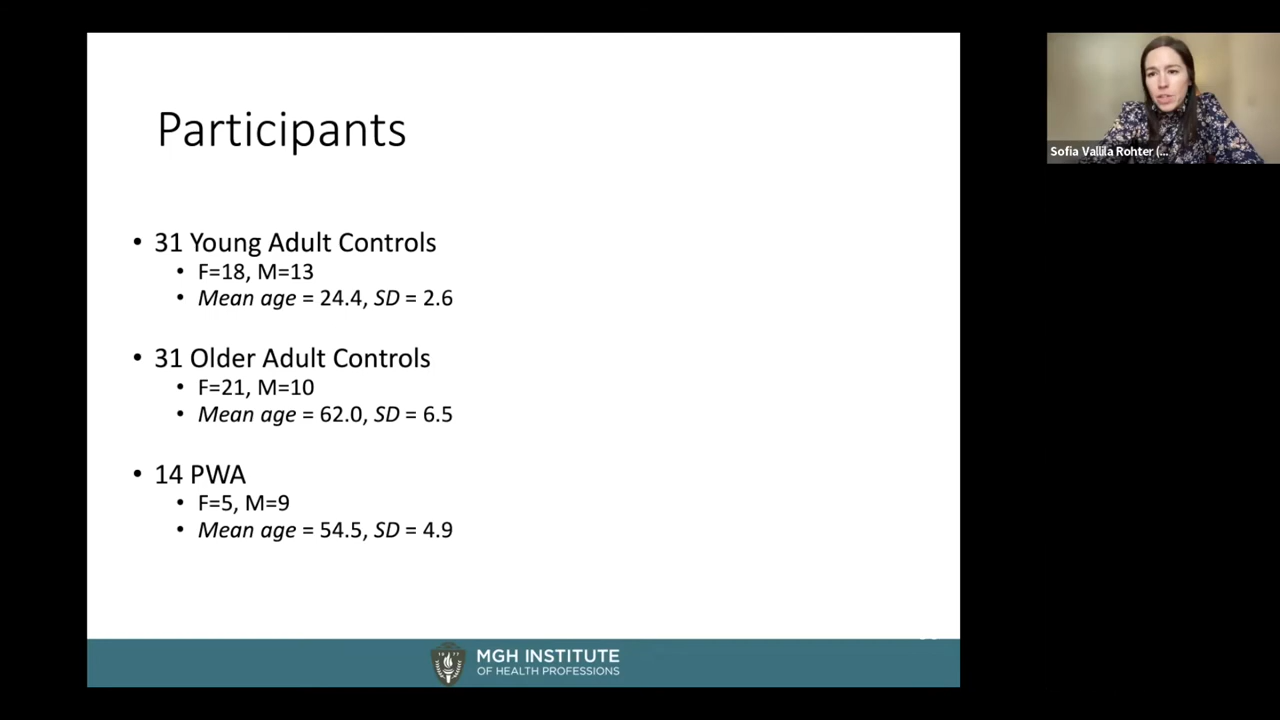 Participants
• 31 Young Adult Controls
• F=18, M=13
• Mean age = 24.4, SD = 2.6
• 31 Older Adult Controls
• F=21, M=10
• Mean age = 62.0, SD = 6.5
• 14 PWA
• F=5, M=9
• Mean age = 54.5, SD = 4.9
MGH INSTITUTE
OF HEALTH PROFESSIONS
Sofia Vallila Rohter (...